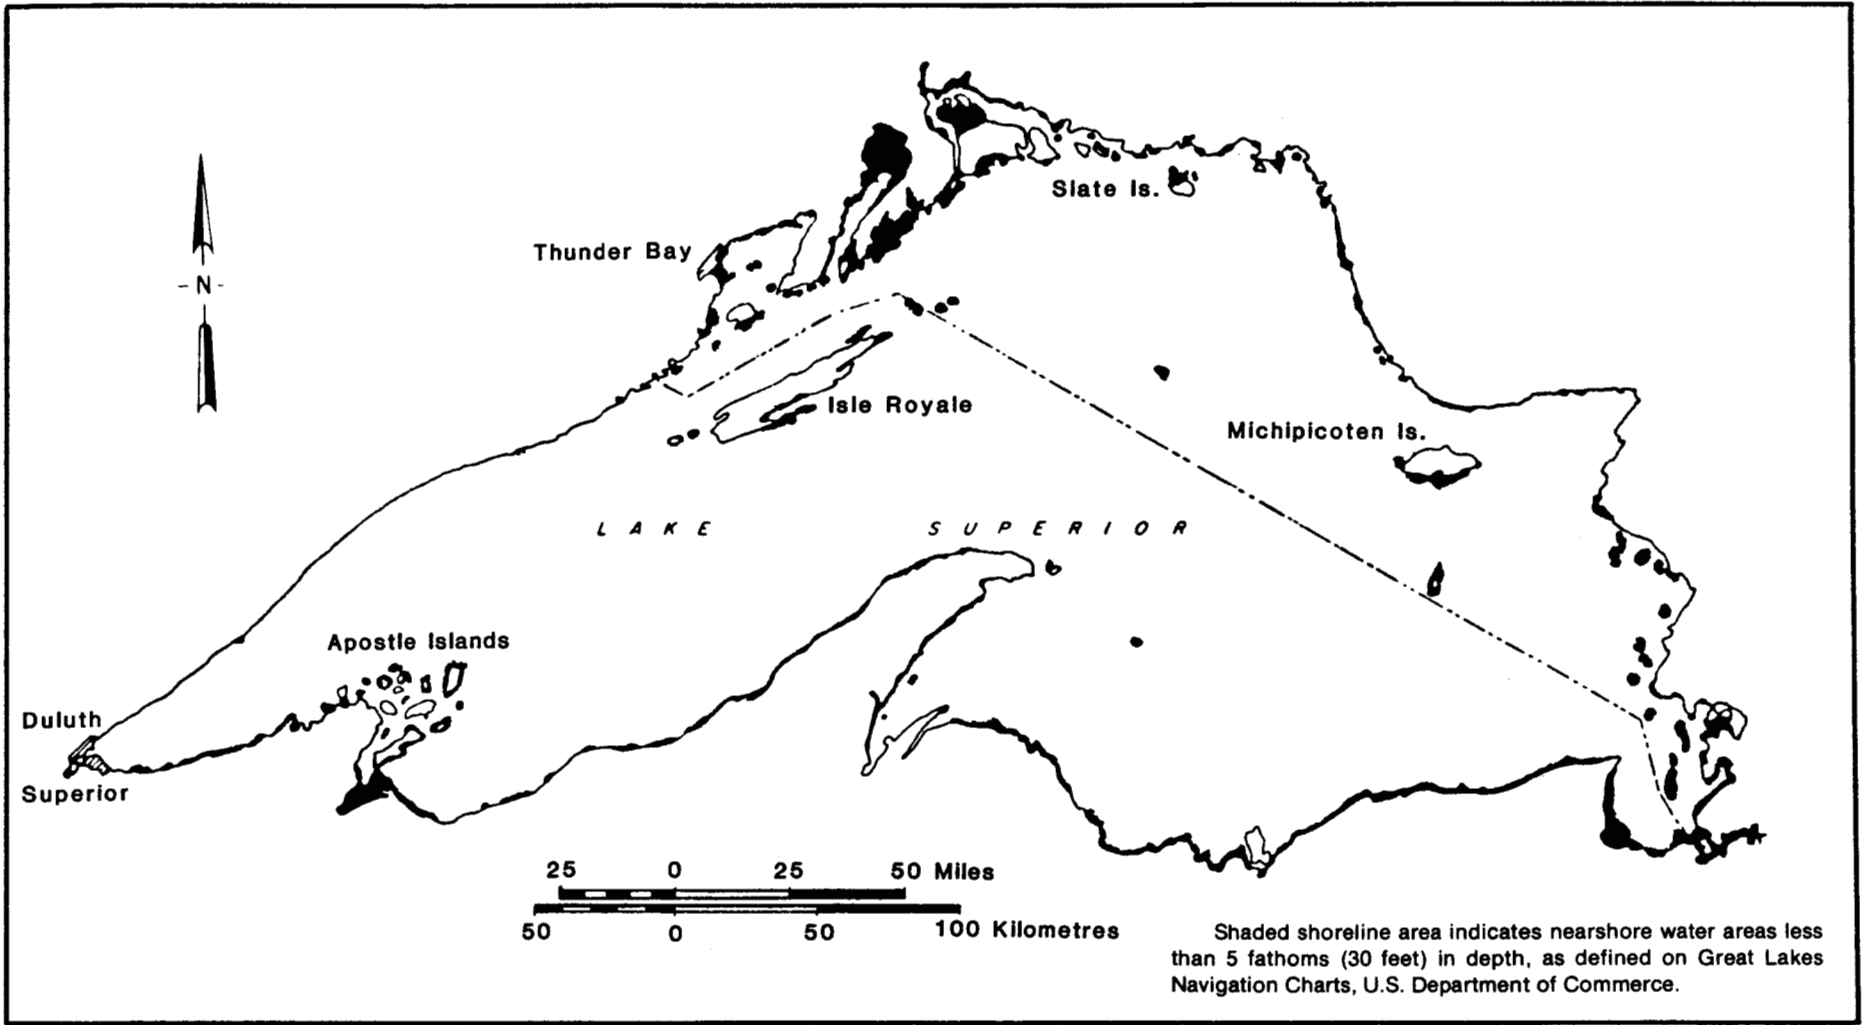 Slate Is.
Thunder Bay
N
Isle Royale
Michipicoten Is.
LAKE SUPERIOR
Apostle Islands
Duluth
Superior
25 0 25 50 Miles
50 0 50 100 Kilometres
Shaded shoreline area indicates nearshore water areas less
than 5 fathoms (30 feet) in depth, as defined on Great Lakes
Navigation Charts, U.S. Department of Commerce.